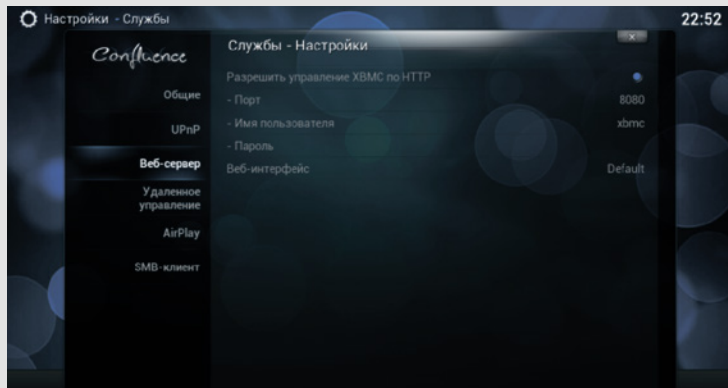 Настройки - Службы
22:52
Confluence
Общие
UPnP
Веб-сервер
Удаленное
управление
AirPlay
SMB-клиент
Службы - Настройки
x
Разрешить управление XBMC по HTTP
- Порт 8080
- Имя пользователя xbmc
- Пароль
Веб-интерфейс Default